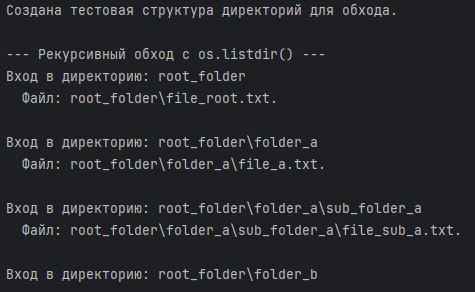 Создана тестовая структура директорий для обхода.
--- Рекурсивный обход с os.listdir() ---
Вход в директорию: root_folder
Файл: root_folder\file_root.txt.
Вход в директорию: root_folder\folder_a
Файл: root_folder\folder_a\file_a.txt.
Вход в директорию: root_folder\folder_a\sub_folder_a
Файл: root_folder\folder_a\sub_folder_a\file_sub_a.txt.
Вход в директорию: root_folder\folder_b